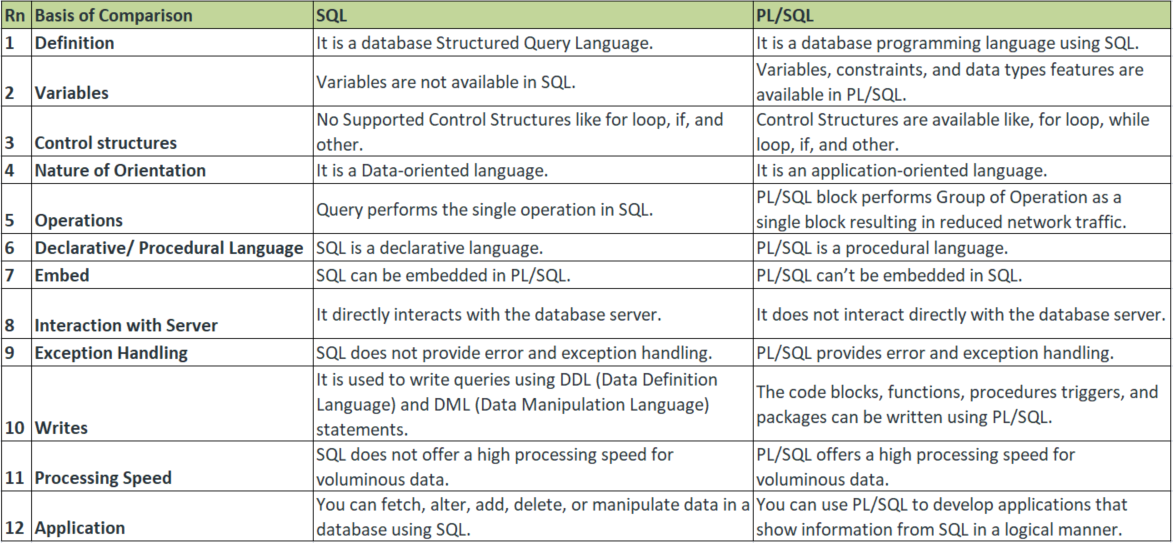 Rn Basis of Comparison SQL PL/SQL
1 Definition It is a database Structured Query Language. It is a database programming language using SQL.
2 Variables Variables are not available in SQL. Variables, constraints, and data types features are
available in PL/SQL.
3 Control structures No Supported Control Structures like for loop, if, and
other. Control Structures are available like, for loop, while
loop, if, and other.
4 Nature of Orientation It is a Data-oriented language. It is an application-oriented language.
5 Operations Query performs the single operation in SQL. PL/SQL block performs Group of Operation as a
single block resulting in reduced network traffic.
6 Declarative/ Procedural Language SQL is a declarative language. PL/SQL is a procedural language.
7 Embed SQL can be embedded in PL/SQL. PL/SQL can’t be embedded in SQL.
8 Interaction with Server It directly interacts with the database server. It does not interact directly with the database server.
9 Exception Handling SQL does not provide error and exception handling. PL/SQL provides error and exception handling.
10 Writes It is used to write queries using DDL (Data Definition
Language) and DML (Data Manipulation Language)
statements. The code blocks, functions, procedures triggers, and
packages can be written using PL/SQL.
11 Processing Speed SQL does not offer a high processing speed for
voluminous data. PL/SQL offers a high processing speed for
voluminous data.
12 Application You can fetch, alter, add, delete, or manipulate data in a
database using SQL. You can use PL/SQL to develop applications that
show information from SQL in a logical manner.